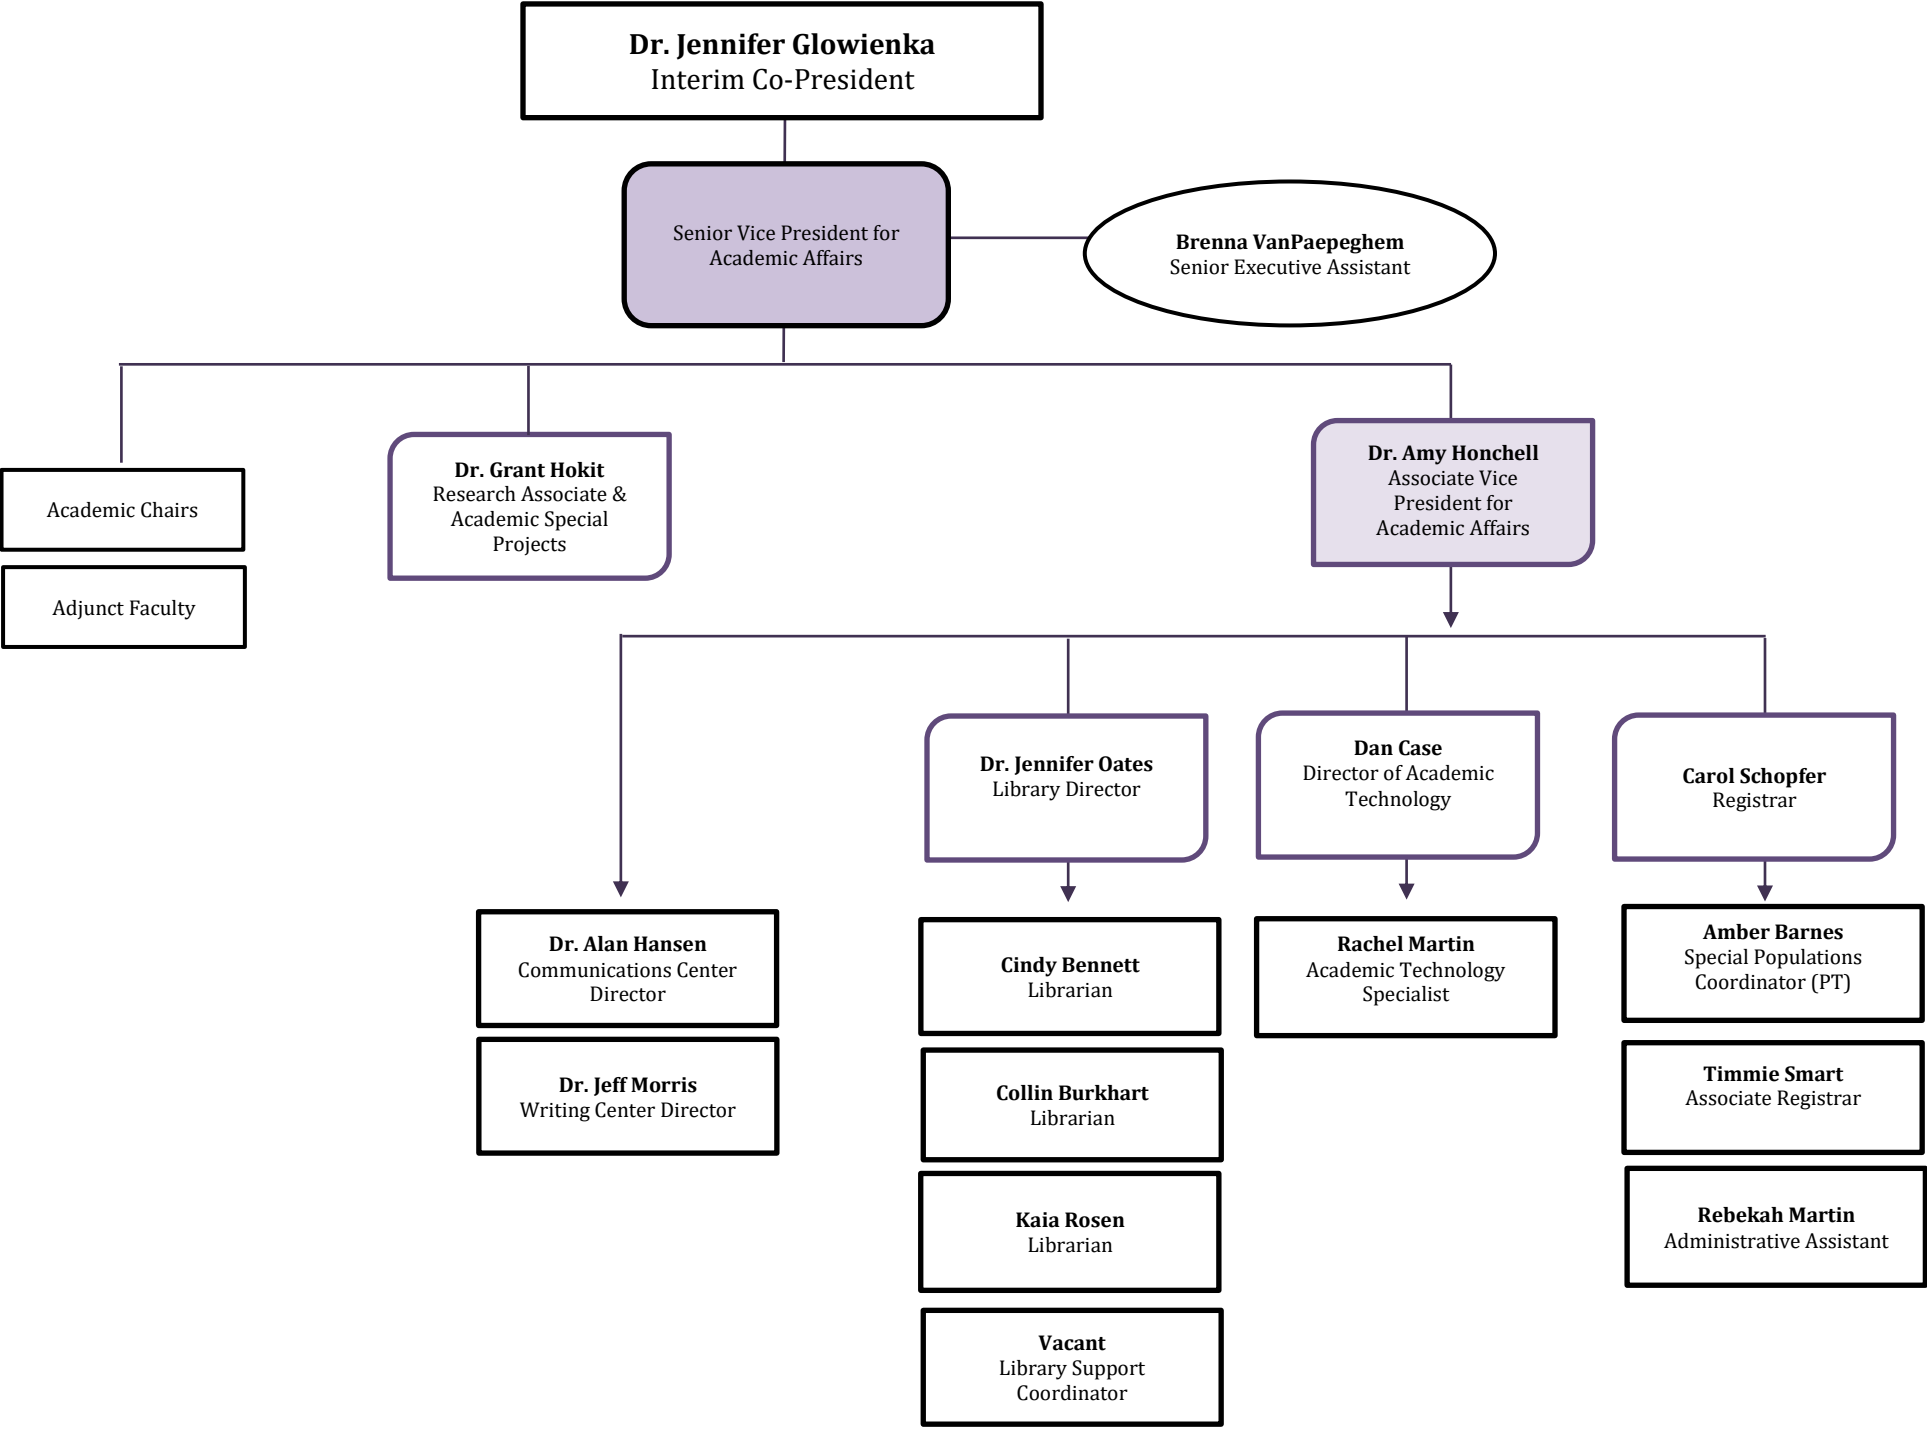 Dr. Jennifer Glowienka
Interim Co-President
Senior Vice President for
Academic Affairs
Brenna VanPaepeghem
Senior Executive Assistant
Academic Chairs
Adjunct Faculty
Dr. Grant Hokit
Research Associate &
Academic Special
Projects
Dr. Amy Honchell
Associate Vice
President for
Academic Affairs
Dr. Jennifer Oates
Library Director
Dan Case
Director of Academic
Technology
Carol Schopfer
Registrar
Dr. Alan Hansen
Communications Center
Director
Dr. Jeff Morris
Writing Center Director
Cindy Bennett
Librarian
Collin Burkhart
Librarian
Kaia Rosen
Librarian
Vacant
Library Support
Coordinator
Rachel Martin
Academic Technology
Specialist
Amber Barnes
Special Populations
Coordinator (PT)
Timmie Smart
Associate Registrar
Rebekah Martin
Administrative Assistant